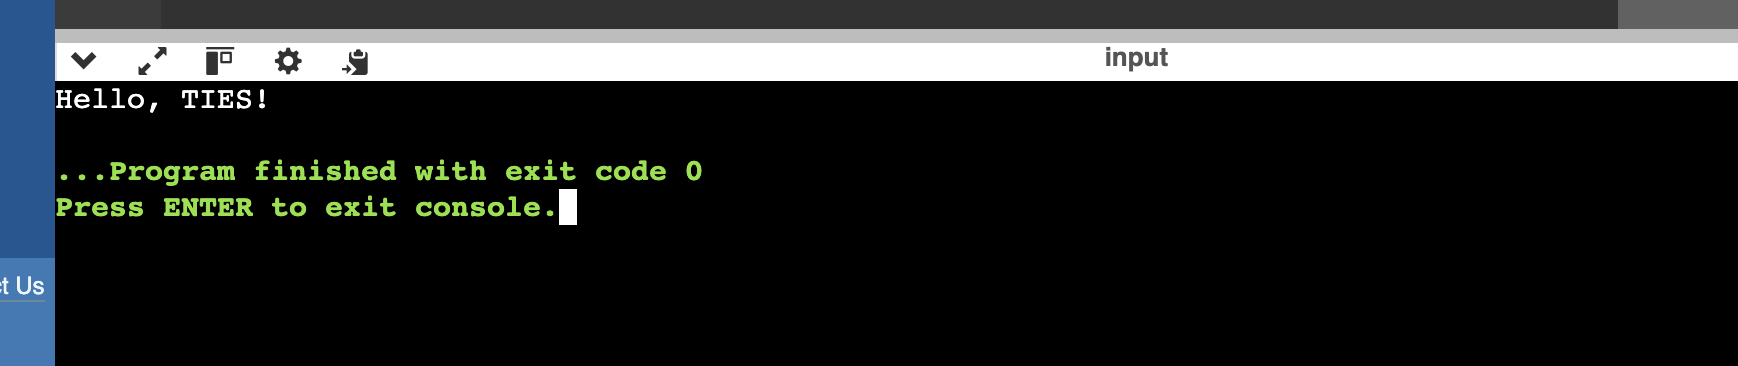 input
Hello, TIES!
...Program finished with exit code 0
Press ENTER to exit console.
Us